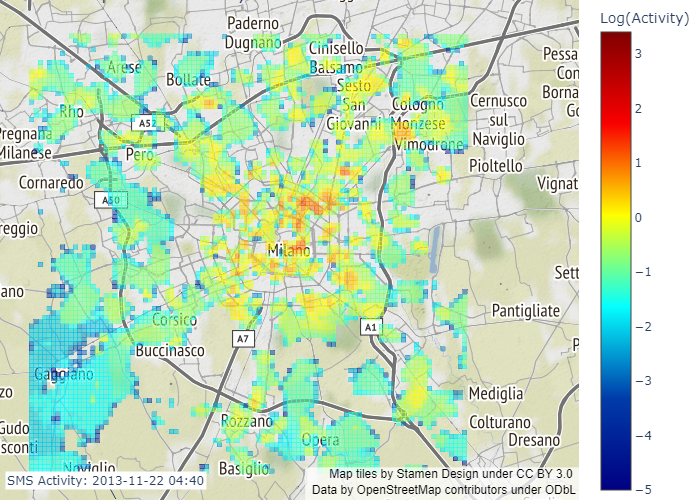 Log(Activity)
Paderno
Dugnano
Cinisello
Balsamo
Arese
Bollate
Sesto
San
Giovanni
Cologno
Monzese
Vimodrone
Cernusco
sul
Naviglio
Pessa
Con
Borna
Go
Rho
A52
Pero
Pregnana
Milanese
Cornaredo
Pioltello
Vignat
A50
reggio
Milano
Sett
ano
Corsico
Buccinasco
A7
A1
Pantigliate
P
Gaggiano
zo
Gudo
sconti
Rozzano
Opera
Mediglia
Colturano
Dresano
Noviglio
Basiglio
3
2
1
0
−1
−2
−3
−4
−5
SMS Activity: 2013-11-22 04:40
Map tiles by Stamen Design under CC BY 3.0
Data by OpenStreetMap contributors under ODbL